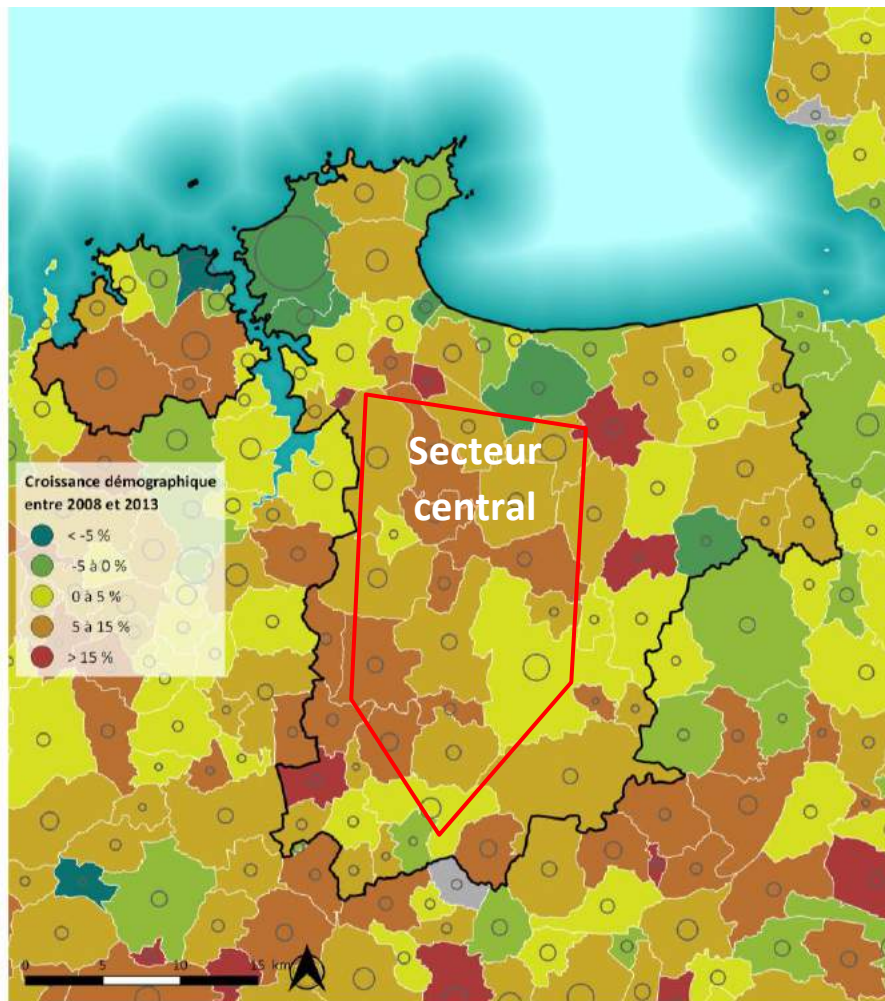 Secteur
central
Croissance démographique
entre 2008 et 2013
< -5 %
-5 à 0 %
0 à 5 %
5 à 15 %
> 15 %
0 5 10 15 km